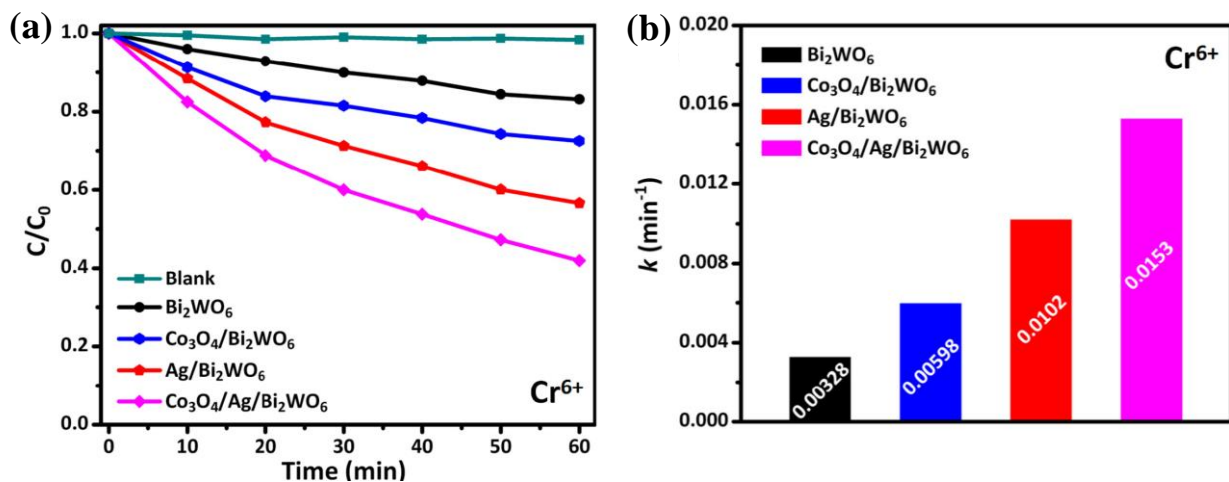 (a)
C/C₀
1.0
0.8
0.6
0.4
0.2
0.0
Blank
Bi₂WO₆
Co₃O₄/Bi₂WO₆
Ag/Bi₂WO₆
Co₃O₄/Ag/Bi₂WO₆
Cr⁶⁺
0 10 20 30 40 50 60
Time (min)
(b)
k (min⁻¹)
0.020
0.016
0.012
0.008
0.004
0.000
Bi₂WO₆
Co₃O₄/Bi₂WO₆
Ag/Bi₂WO₆
Co₃O₄/Ag/Bi₂WO₆
Cr⁶⁺
0.00328
0.00598
0.0102
0.0153